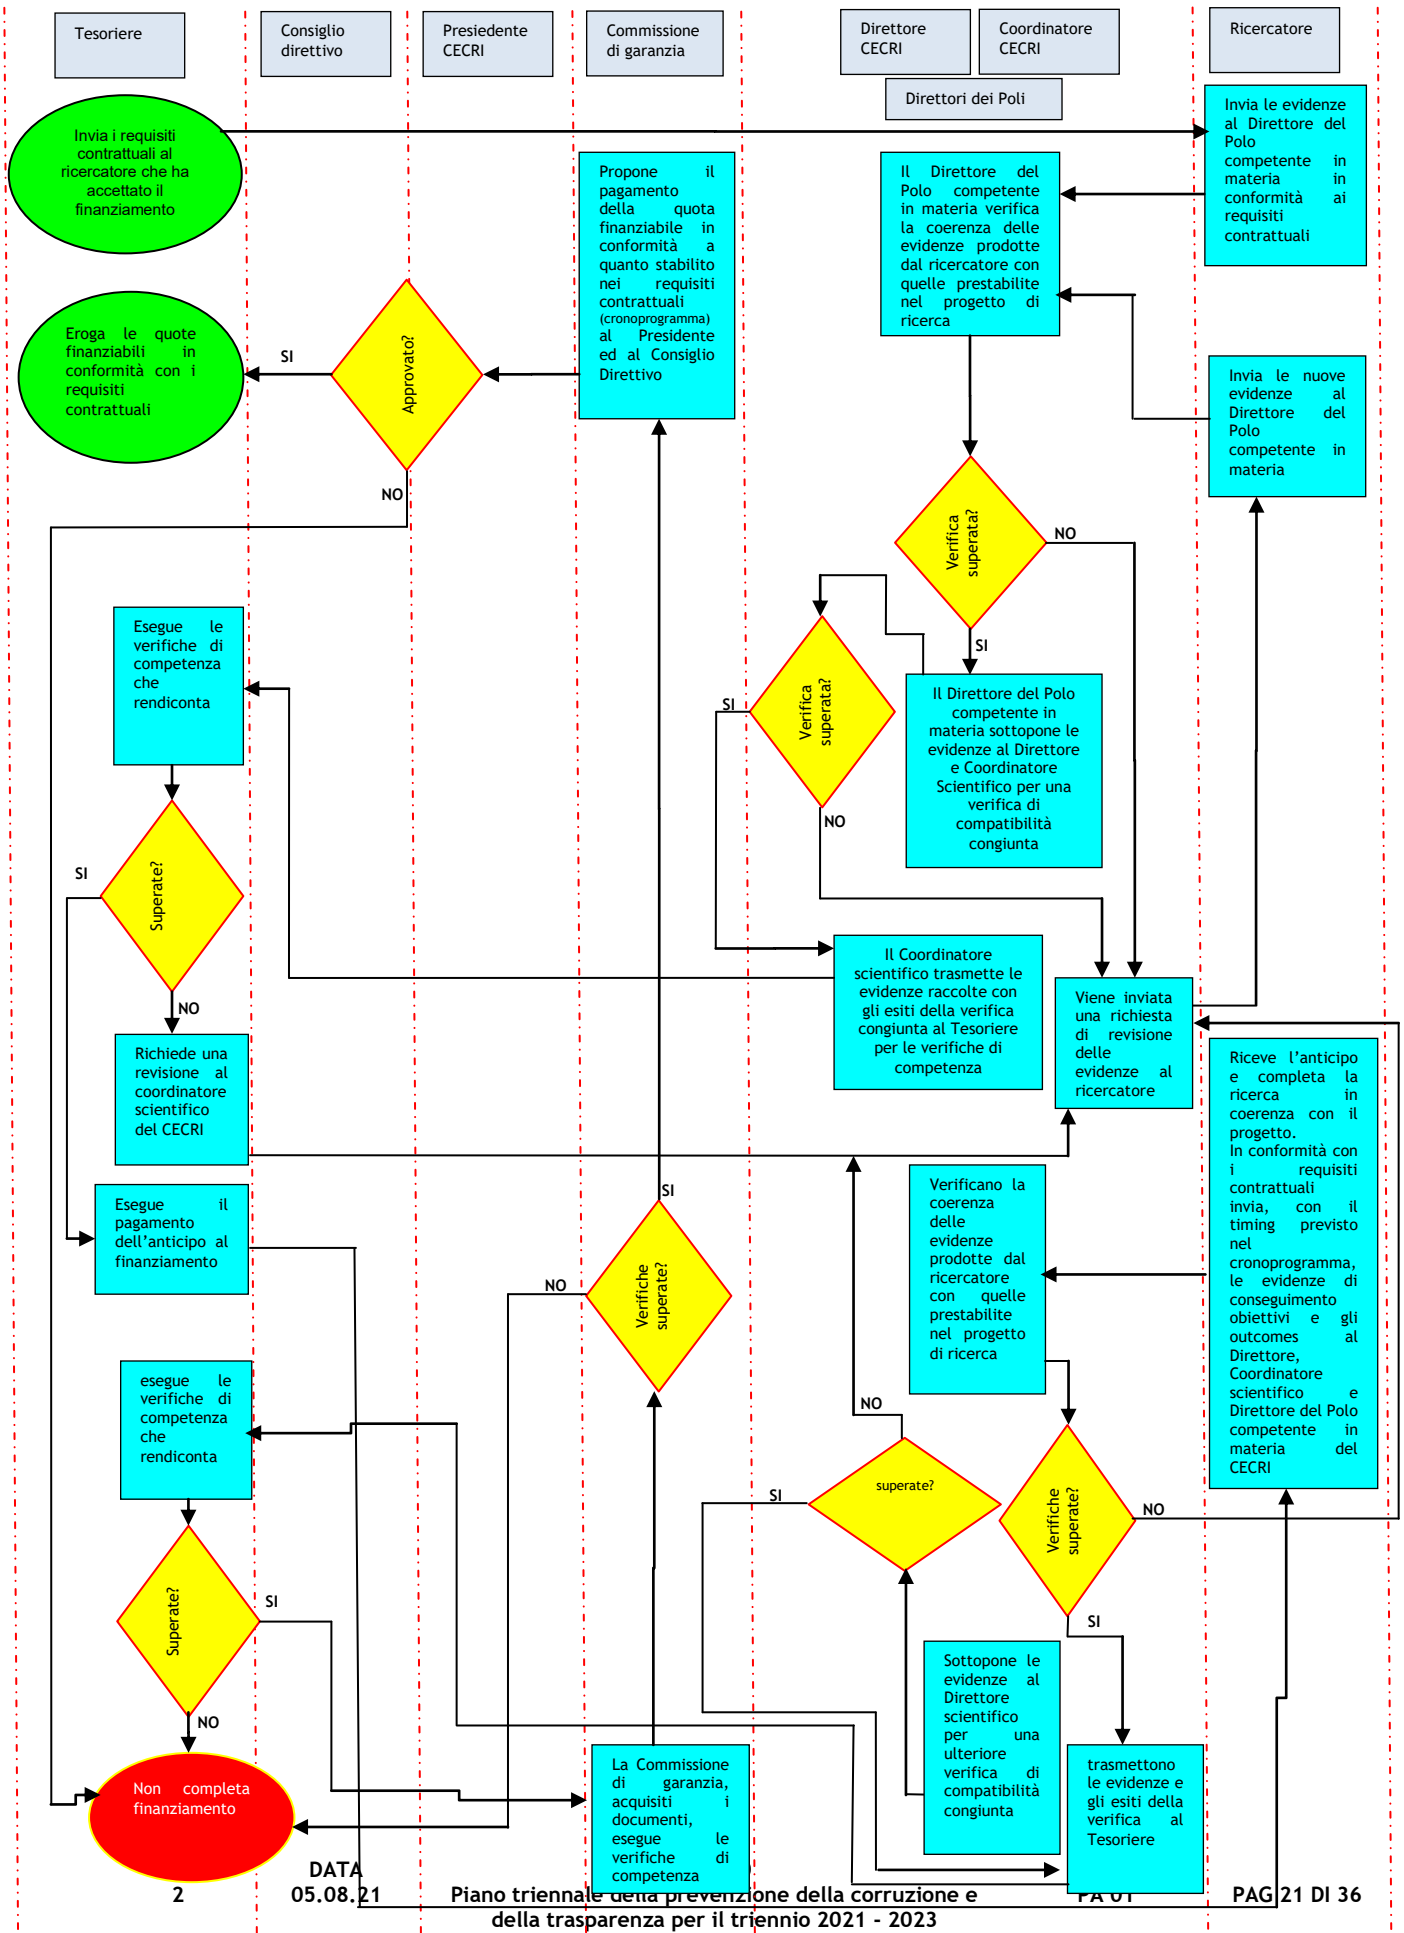 Tesoriere
Consiglio
direttivo
Presiedente
CECRI
Commissione
di garanzia
Direttore
CECRI
Coordinatore
CECRI
Direttori dei Poli
Ricercatore
Invia i requisiti
contrattuali al
ricercatore che ha
accettato il
finanziamento
Invia le evidenze
al Direttore del
Polo
competente in
materia in
conformità ai
requisiti
contrattuali
Propone il
pagamento
della quota
finanziabile in
conformità a
quanto stabilito
nei requisiti
contrattuali
(cronoprogramma)
al Presidente
ed al Consiglio
Direttivo
Il Direttore del
Polo competente
in materia verifica
la coerenza delle
evidenze prodotte
dal ricercatore con
quelle prestabilite
nel progetto di
ricerca
Eroga le quote
finanziabili in
conformità con i
requisiti
contrattuali
SI
Approvato?
NO
Invia le nuove
evidenze al
Direttore del
Polo
competente in
materia
Verifica
superata?
NO
SI
Esegue le
verifiche di
competenza
che
rendiconta
SI
Verifica
superata?
NO
Il Direttore del Polo
competente in
materia sottopone le
evidenze al Direttore
e Coordinatore
Scientifico per una
verifica di
compatibilità
congiunta
SI
Superate?
NO
Il Coordinatore
scientifico trasmette le
evidenze raccolte con
gli esiti della verifica
congiunta al Tesoriere
per le verifiche di
competenza
Viene inviata
una richiesta
di revisione
delle
evidenze al
ricercatore
Richiede una
revisione al
coordinatore
scientifico
del CECRI
Riceve l’anticipo
e completa la
ricerca in
coerenza con il
progetto.
In conformità con
i requisiti
contrattuali
invia, con il
timing previsto
nel
cronoprogramma,
le evidenze di
conseguimento
obiettivi e gli
outcomes al
Direttore,
Coordinatore
scientifico e
Direttore del Polo
competente in
materia del
CECRI
Esegue il
pagamento
dell’anticipo al
finanziamento
SI
Verifiche
superate?
NO
Verificano la
coerenza
delle
evidenze
prodotte dal
ricercatore
con quelle
prestabilite
nel progetto
di ricerca
esegue le
verifiche di
competenza
che
rendiconta
NO
superate?
SI
Verifiche
superate?
NO
SI
Superate?
SI
NO
Sottopone le
evidenze al
Direttore
scientifico
per una
ulteriore
verifica di
compatibilità
congiunta
trasmettono
le evidenze e
gli esiti della
verifica al
Tesoriere
La Commissione
di garanzia,
acquisiti i
documenti,
esegue le
verifiche di
competenza
Non completa
finanziamento
2
DATA
05.08.21
Piano triennale della prevenzione della corruzione e
della trasparenza per il triennio 2021 - 2023
PA 01
PAG 21 DI 36